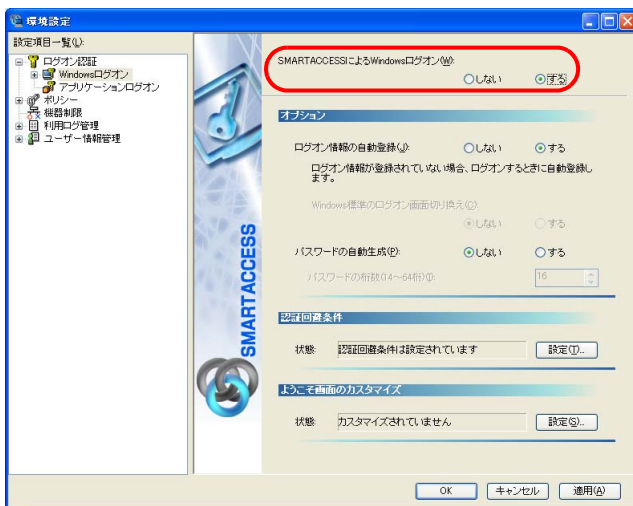 環境設定
設定項目一覧(L):
ログオン認証
Windowsログオン
アプリケーションログオン
ポリシー
機器制限
利用ログ管理
ユーザー情報管理
SMARTACCESS
SMARTACCESSによるWindowsログオン(W):
しない する
オプション
ログオン情報の自動登録(J): しない する
ログオン情報が登録されていない場合、ログオンするときに自動登録し
ます。
Windows標準のログオン画面切り換え(O):
しない する
パスワードの自動生成(P): しない する
パスワードの桁数(14～64桁)(I): 16
認証回避条件
状態: 認証回避条件は設定されています 設定(T)...
ようこそ画面のカスタマイズ
状態: カスタマイズされていません 設定(S)...
OK キャンセル 適用(A)